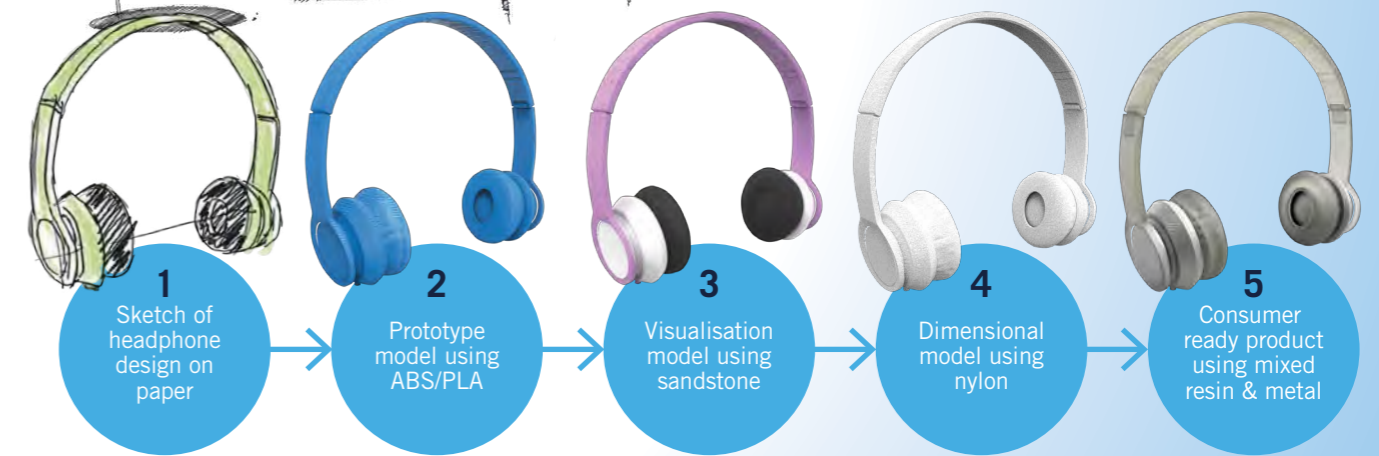 1
Sketch of
headphone
design on
paper
2
Prototype
model using
ABS/PLA
3
Visualisation
model using
sandstone
4
Dimensional
model using
nylon
5
Consumer
ready product
using mixed
resin & metal